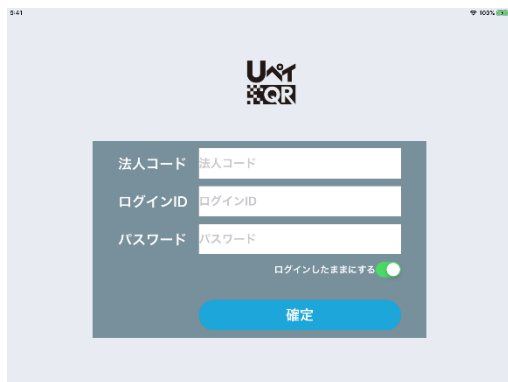 9:41
100%
Uペイ
QR
法人コード 法人コード
ログインID ログインID
パスワード パスワード
ログインしたままにする
確定